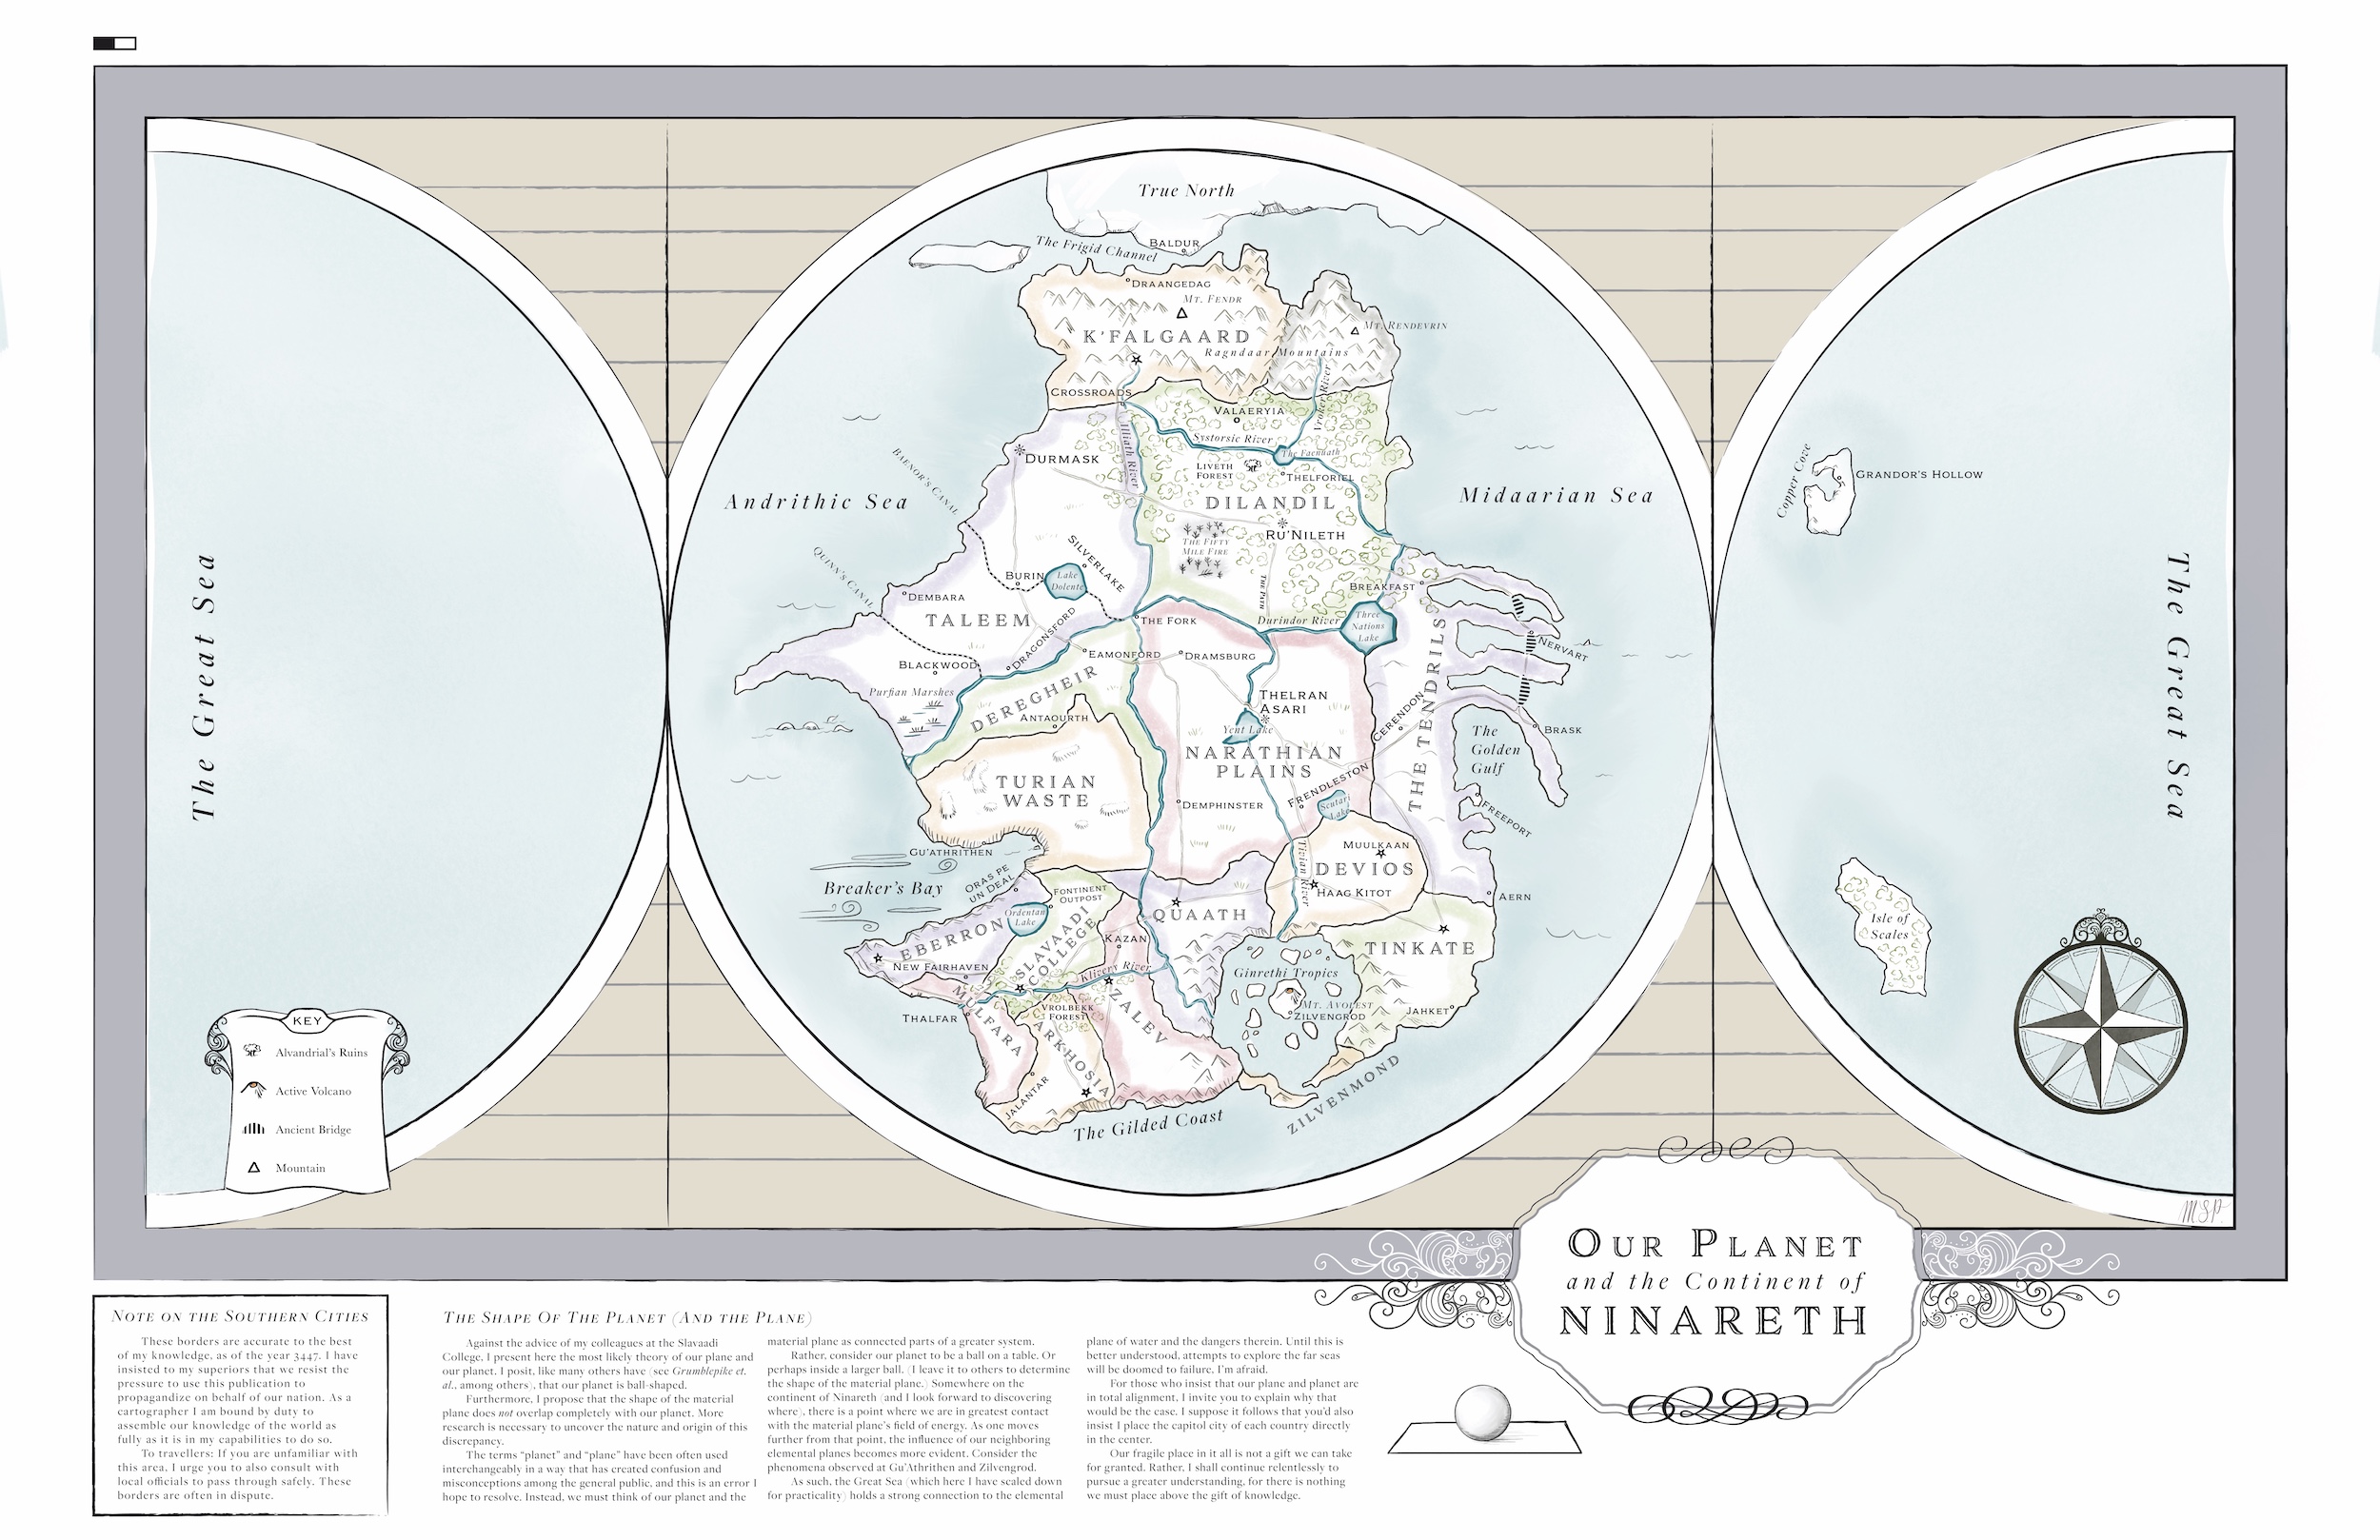 True North
The Frigid Channel
BALDUR
DRAANGEDAG
MT. FENDR
K'FALGAARD
MT. RENDEVRIN
Ragndaar Mountains
CROSSROADS
VALAERYIA
Systorsic River
Illiath River
LIVETH
FOREST
THELFORIEL
DURMASK
BAENOR'S CANAL
Andrithic Sea
Midaarian Sea
DILANDIL
RU'NILETH
THE FIFTY
MILE FIRE
THE PATH
QUINN'S CANAL
SILVERLAKE
BURIN
Lake
Dolente
DEMBARA
TALEEM
BREAKFAST
THE FORK
Durindor River
Three
Nations
Lake
DRAGONSFORD
BLACKWOOD
EAMONFORD
DRAMSBURG
NERVART
Purfian Marshes
DEREGHEIR
ANTAOURTH
THELRAN
ASARI
Yent Lake
NARATHIAN
PLAINS
CERENDON
THE TENDRILS
BRASK
The
Golden
Gulf
TURIAN
WASTE
DEMPHINSTER
FRENDLESTON
Scutari
Lake
FREEPORT
GU'ATHRITHEN
Breaker's Bay
ORAS PE
UN DEAL
FONTINENT
OUTPOST
MUULKAAN
DEVIOS
HAAG KITOT
AERN
Ordentan
Lake
EBERRON
SLAVAADI
COLLEGE
QUAATH
KAZAN
TINKATE
NEW FAIRHAVEN
Klivery River
Ginrethi Tropics
MT. AVOLEST
ZILVENGROD
JAHKET
THALFAR
MULFARA
VROLBEKK
FOREST
ARKHOSIA
ZALEV
JALANTAR
The Gilded Coast
ZILVENMOND
The Great Sea
Copper Cove
GRANDOR'S HOLLOW
Isle of
Scales
The Great Sea
KEY
Alvandrial's Ruins
Active Volcano
Ancient Bridge
Mountain
M.S.P.
OUR PLANET
and the Continent of
NINARETH
NOTE ON THE SOUTHERN CITIES
These borders are accurate to the best
of my knowledge, as of the year 3447. I have
insisted to my superiors that we resist the
pressure to use this publication to
propagandize on behalf of our nation. As a
cartographer I am bound by duty to
assemble our knowledge of the world as
fully as it is in my capabilities to do so.
To travellers: If you are unfamiliar with
this area, I urge you to also consult with
local officials to pass through safely. These
borders are often in dispute.
THE SHAPE OF THE PLANET (AND THE PLANE)
Against the advice of my colleagues at the Slavaadi
College, I present here the most likely theory of our plane and
our planet. I posit, like many others have (see Grumblepike et.
al., among others), that our planet is ball-shaped.
Furthermore, I propose that the shape of the material
plane does not overlap completely with our planet. More
research is necessary to uncover the nature and origin of this
discrepancy.
The terms "planet" and "plane" have been often used
interchangeably in a way that has created confusion and
misconceptions among the general public, and this is an error I
hope to resolve. Instead, we must think of our planet and the
material plane as connected parts of a greater system.
Rather, consider our planet to be a ball on a table. Or
perhaps inside a larger ball. (I leave it to others to determine
the shape of the material plane.) Somewhere on the
continent of Ninareth (and I look forward to discovering
where), there is a point where we are in greatest contact
with the material plane's field of energy. As one moves
further from that point, the influence of our neighboring
elemental planes becomes more evident. Consider the
phenomena observed at Gu'Athrithen and Zilvengrod.
As such, the Great Sea (which here I have scaled down
for practicality) holds a strong connection to the elemental
plane of water and the dangers therein. Until this is
better understood, attempts to explore the far seas
will be doomed to failure, I'm afraid.
For those who insist that our plane and planet are
in total alignment, I invite you to explain why that
would be the case. I suppose it follows that you'd also
insist I place the capitol city of each country directly
in the center.
Our fragile place in it all is not a gift we can take
for granted. Rather, I shall continue relentlessly to
pursue a greater understanding, for there is nothing
we must place above the gift of knowledge.